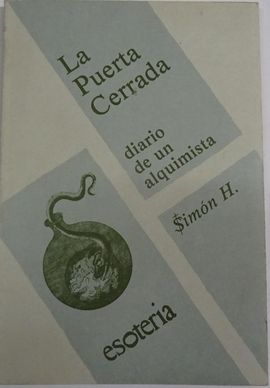 La
Puerta
Cerrada
diario
de un
alquimista
$imón H.
esoteria